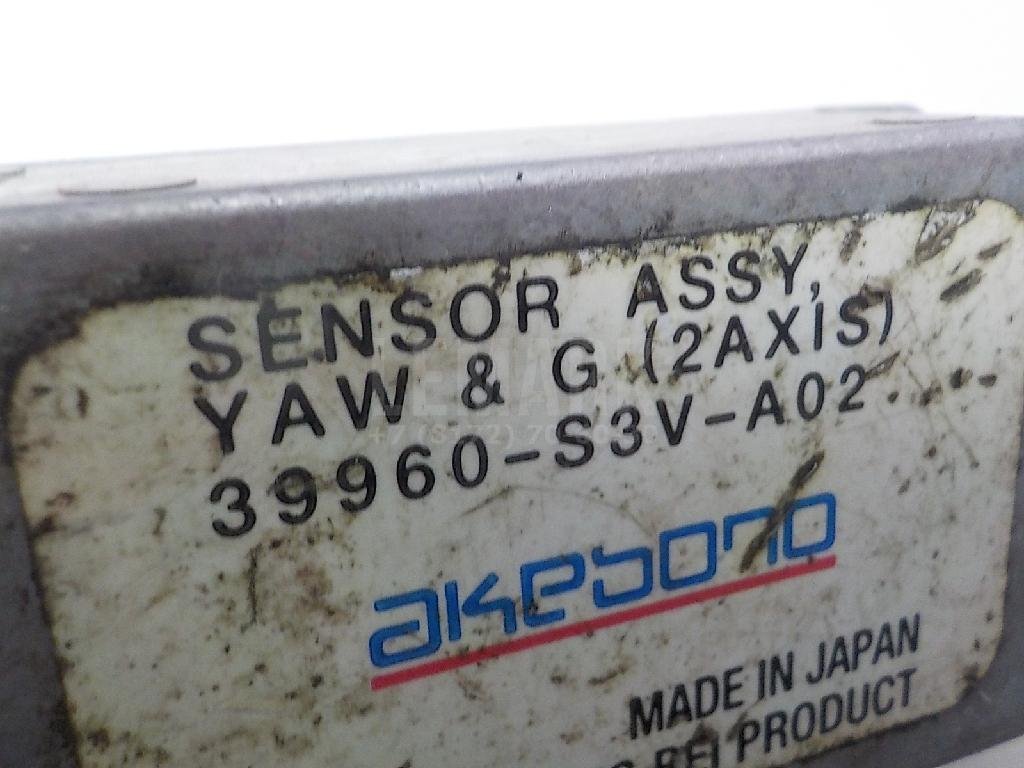 SENSOR ASSY,
YAW & G (2AXIS)
39960-S3V-A02
akebono
MADE IN JAPAN
PRODUCT